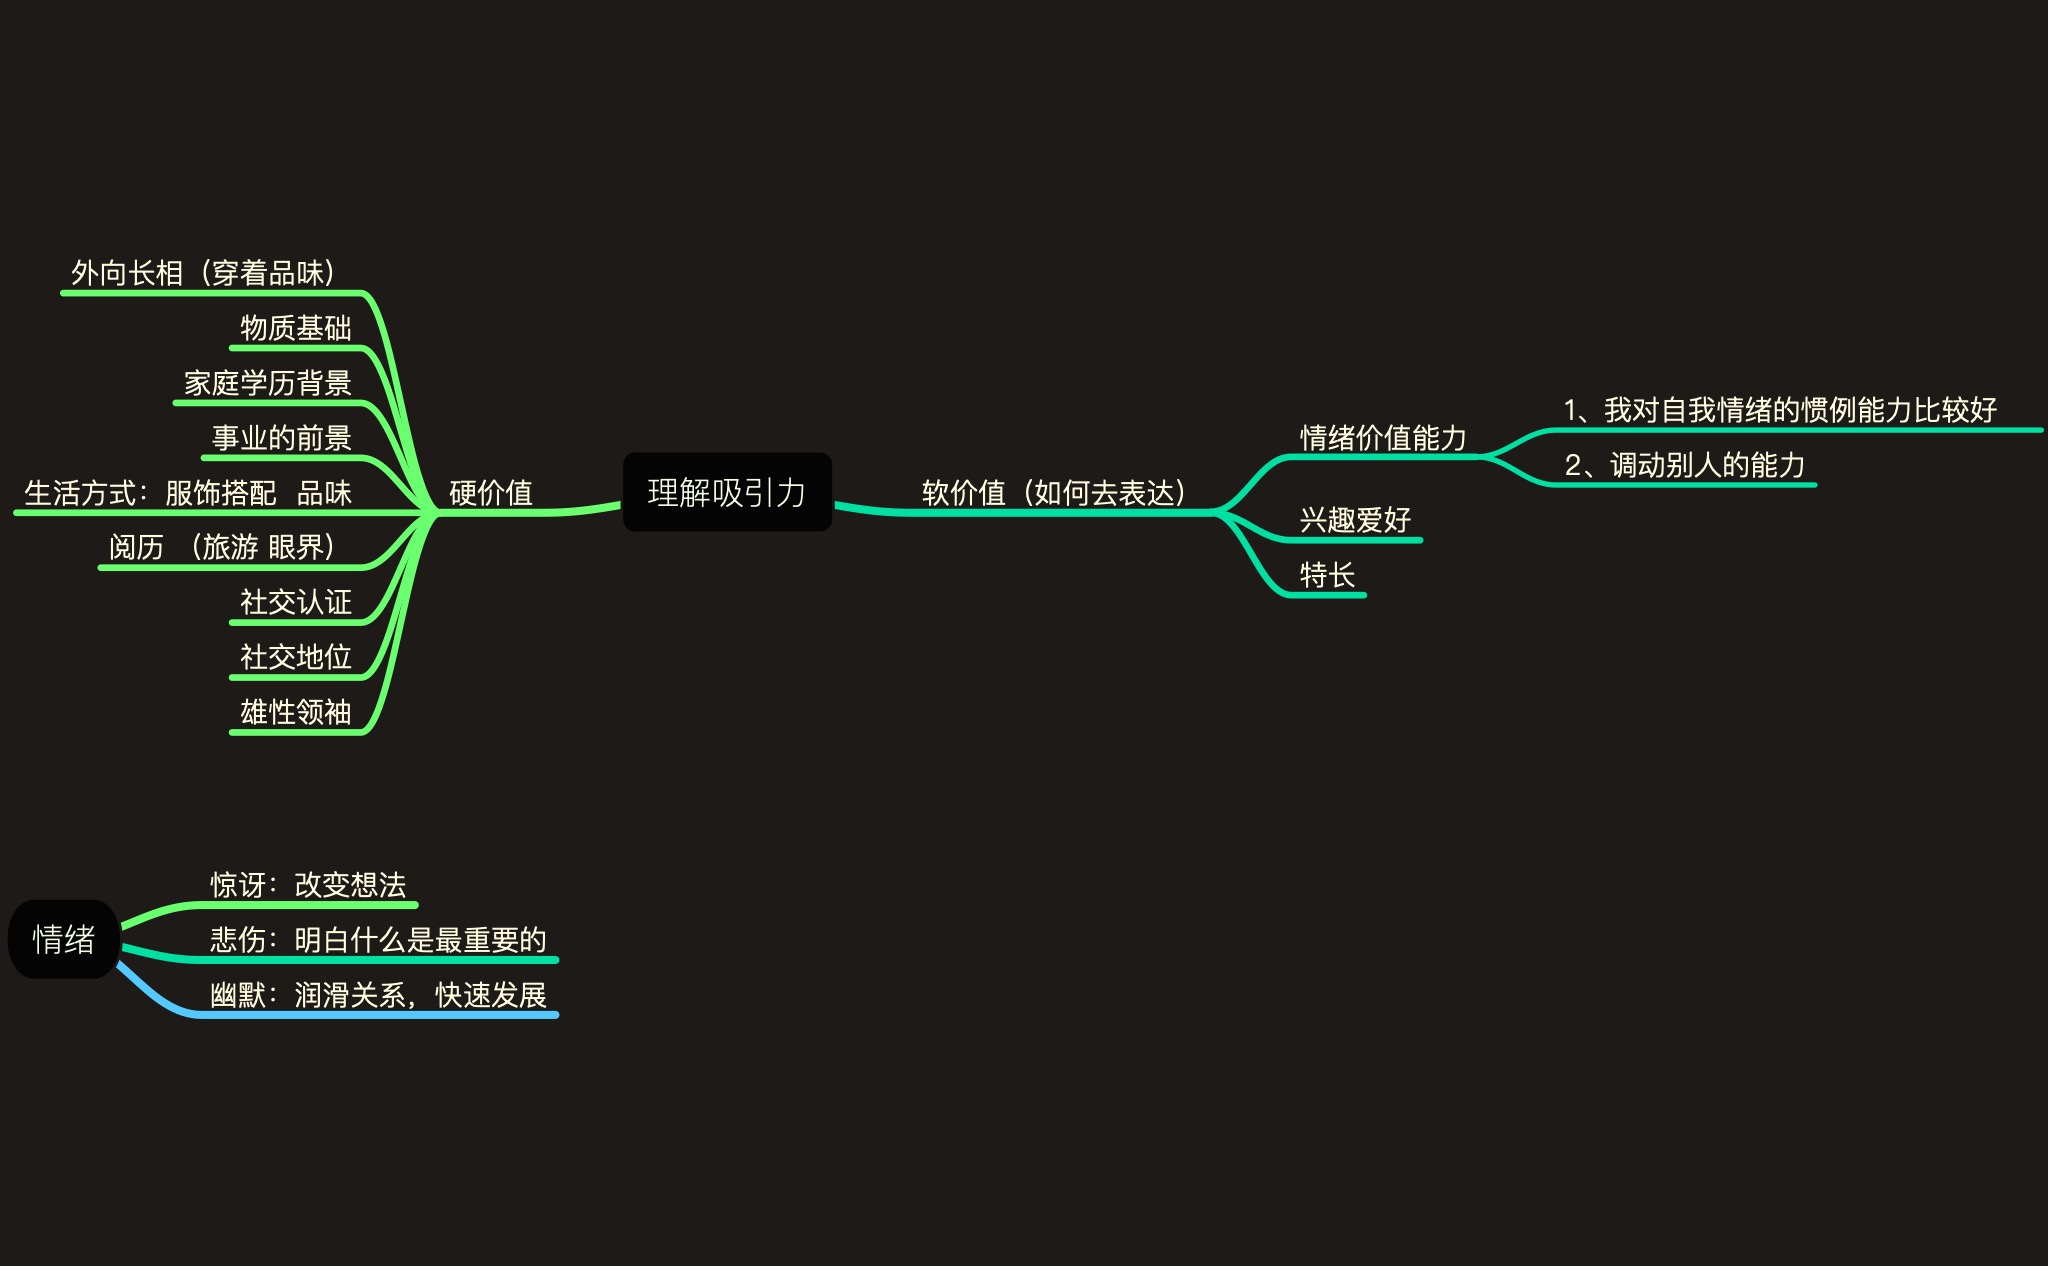 理解吸引力
硬价值
外向长相（穿着品味）
物质基础
家庭学历背景
事业的前景
生活方式：服饰搭配  品味
阅历 （旅游 眼界）
社交认证
社交地位
雄性领袖
软价值（如何去表达）
情绪价值能力
1、我对自我情绪的惯例能力比较好
2、调动别人的能力
兴趣爱好
特长
情绪
惊讶：改变想法
悲伤：明白什么是最重要的
幽默：润滑关系，快速发展